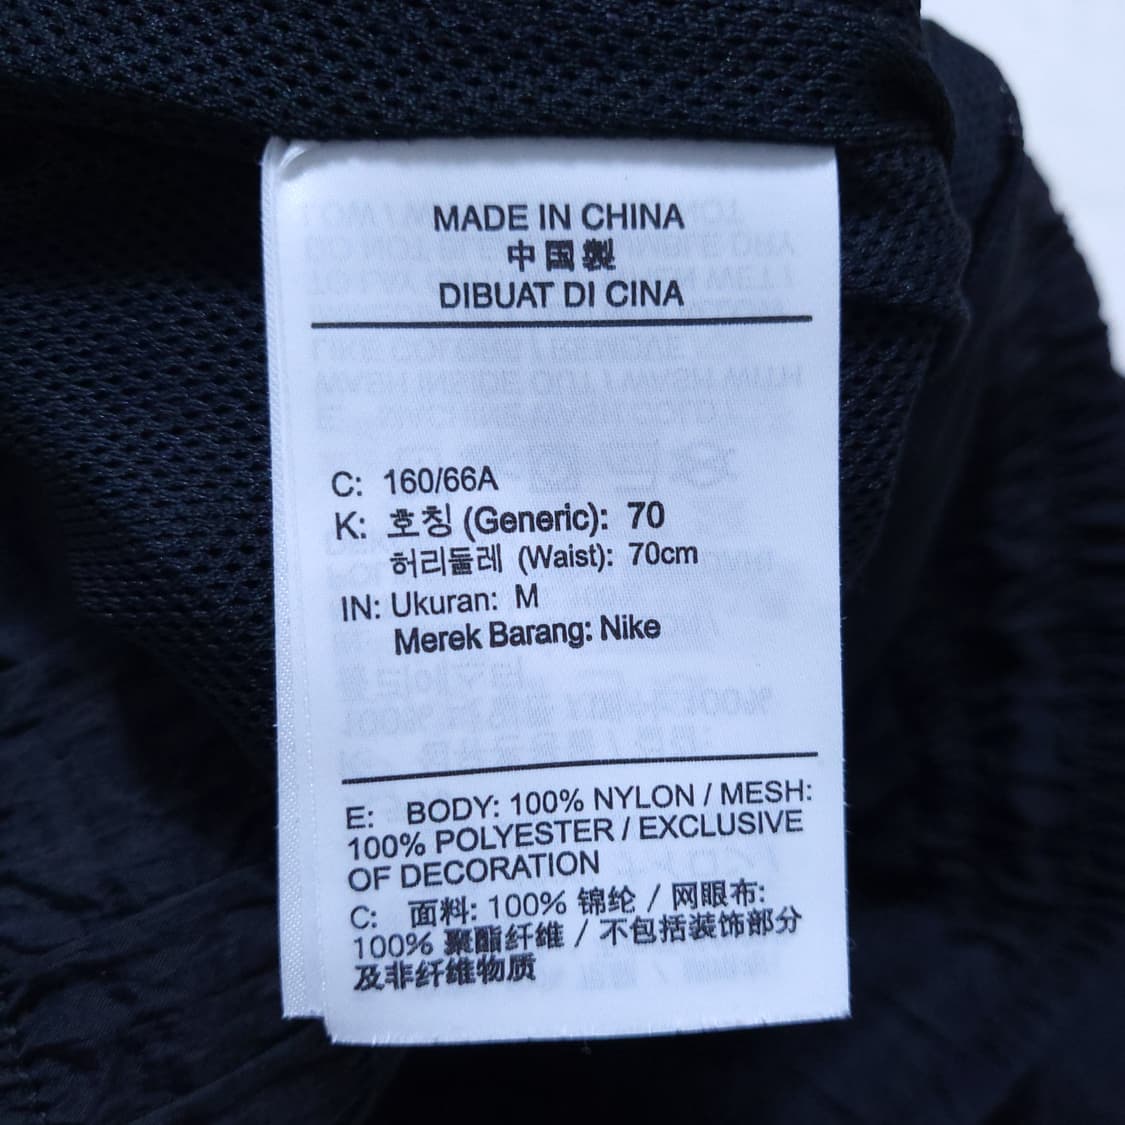 MADE IN CHINA
中国製
DIBUAT DI CINA
C: 160/66A
K: 호칭 (Generic): 70
허리둘레 (Waist): 70cm
IN: Ukuran: M
Merek Barang: Nike
E: BODY: 100% NYLON / MESH:
100% POLYESTER / EXCLUSIVE
OF DECORATION
C: 面料: 100% 锦纶 / 网眼布:
100% 聚酯纤维 / 不包括装饰部分
及非纤维物质